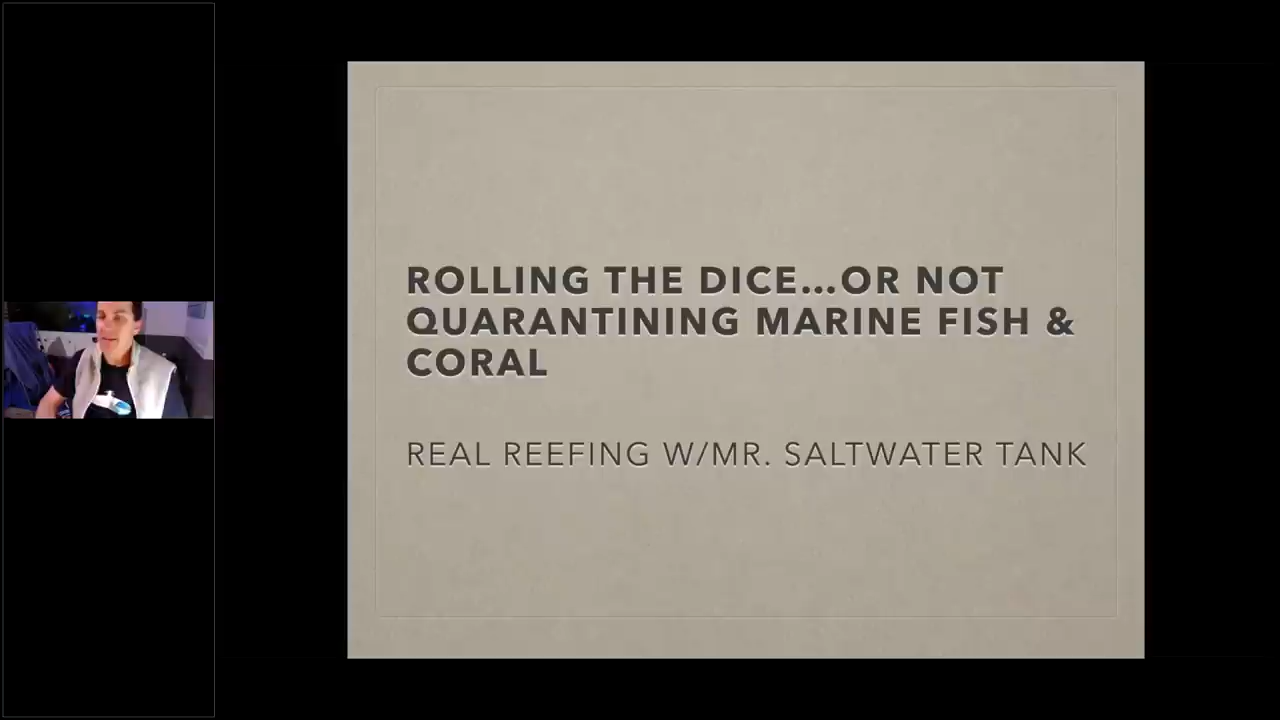 ROLLING THE DICE...OR NOT
QUARANTINING MARINE FISH &
CORAL
REAL REEFING W/MR. SALTWATER TANK